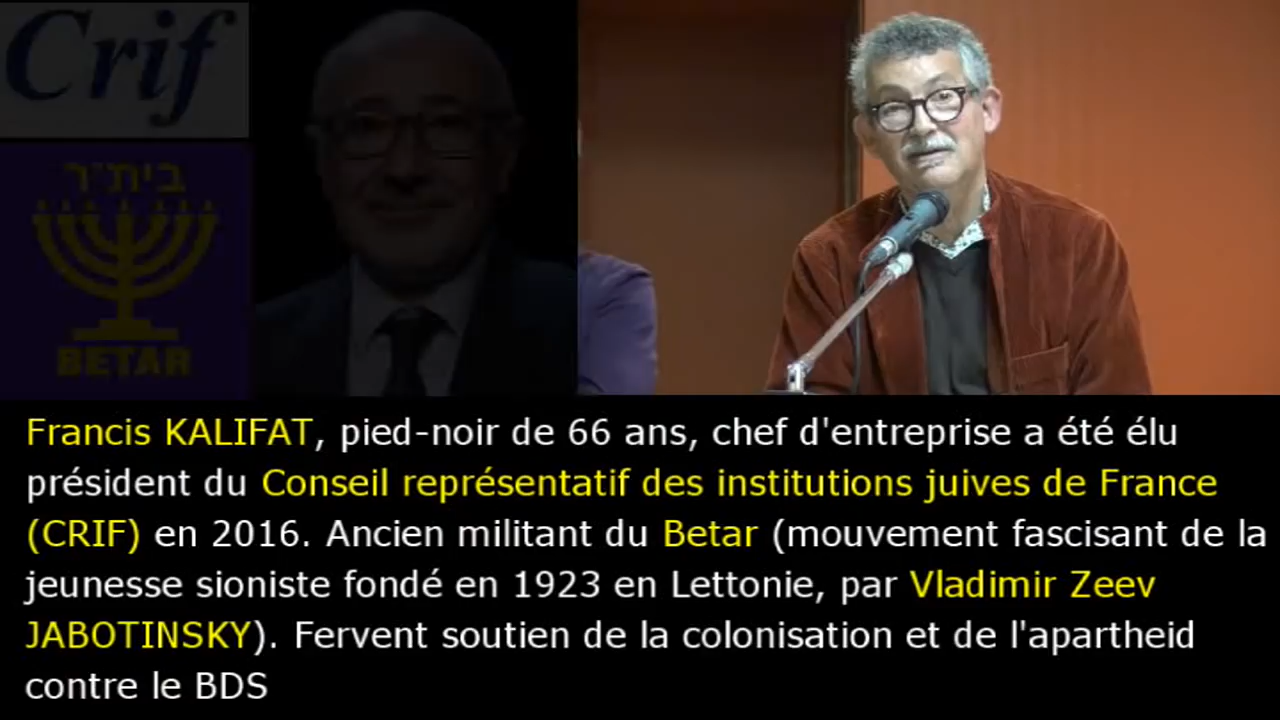 Crif
בית"ר
BETAR
Francis KALIFAT, pied-noir de 66 ans, chef d'entreprise a été élu
président du Conseil représentatif des institutions juives de France
(CRIF) en 2016. Ancien militant du Betar (mouvement fascisant de la
jeunesse sioniste fondé en 1923 en Lettonie, par Vladimir Zeev
JABOTINSKY). Fervent soutien de la colonisation et de l'apartheid
contre le BDS